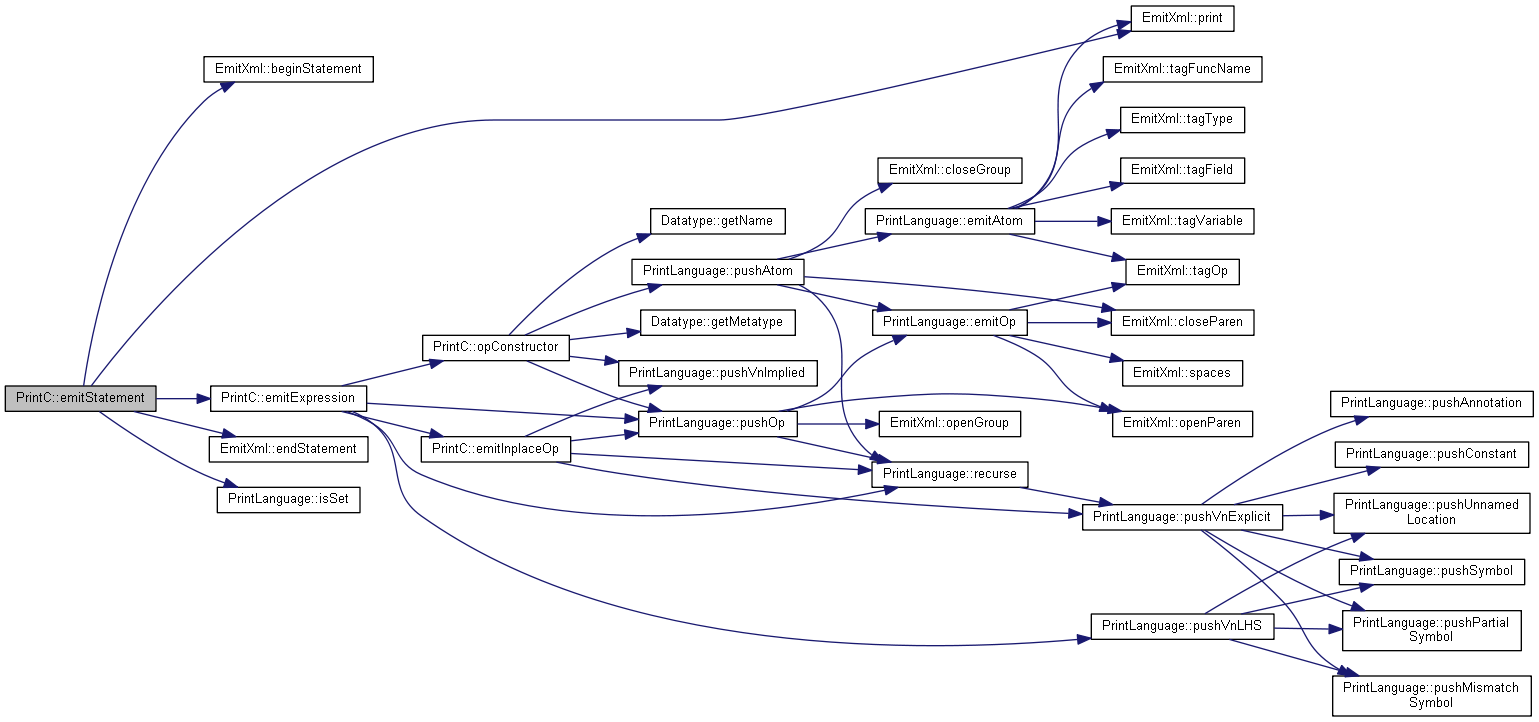 EmitXml::print
EmitXml::beginStatement
EmitXml::tagFuncName
EmitXml::tagType
EmitXml::closeGroup
EmitXml::tagField
Datatype::getName
PrintLanguage::emitAtom
EmitXml::tagVariable
PrintLanguage::pushAtom
EmitXml::tagOp
Datatype::getMetatype
PrintLanguage::emitOp
EmitXml::closeParen
PrintC::opConstructor
PrintLanguage::pushVnImplied
EmitXml::spaces
PrintC::emitStatement
PrintC::emitExpression
PrintLanguage::pushAnnotation
PrintLanguage::pushOp
EmitXml::openGroup
EmitXml::openParen
EmitXml::endStatement
PrintC::emitInplaceOp
PrintLanguage::pushConstant
PrintLanguage::recurse
PrintLanguage::isSet
PrintLanguage::pushVnExplicit
PrintLanguage::pushUnnamed
Location
PrintLanguage::pushSymbol
PrintLanguage::pushVnLHS
PrintLanguage::pushPartial
Symbol
PrintLanguage::pushMismatch
Symbol